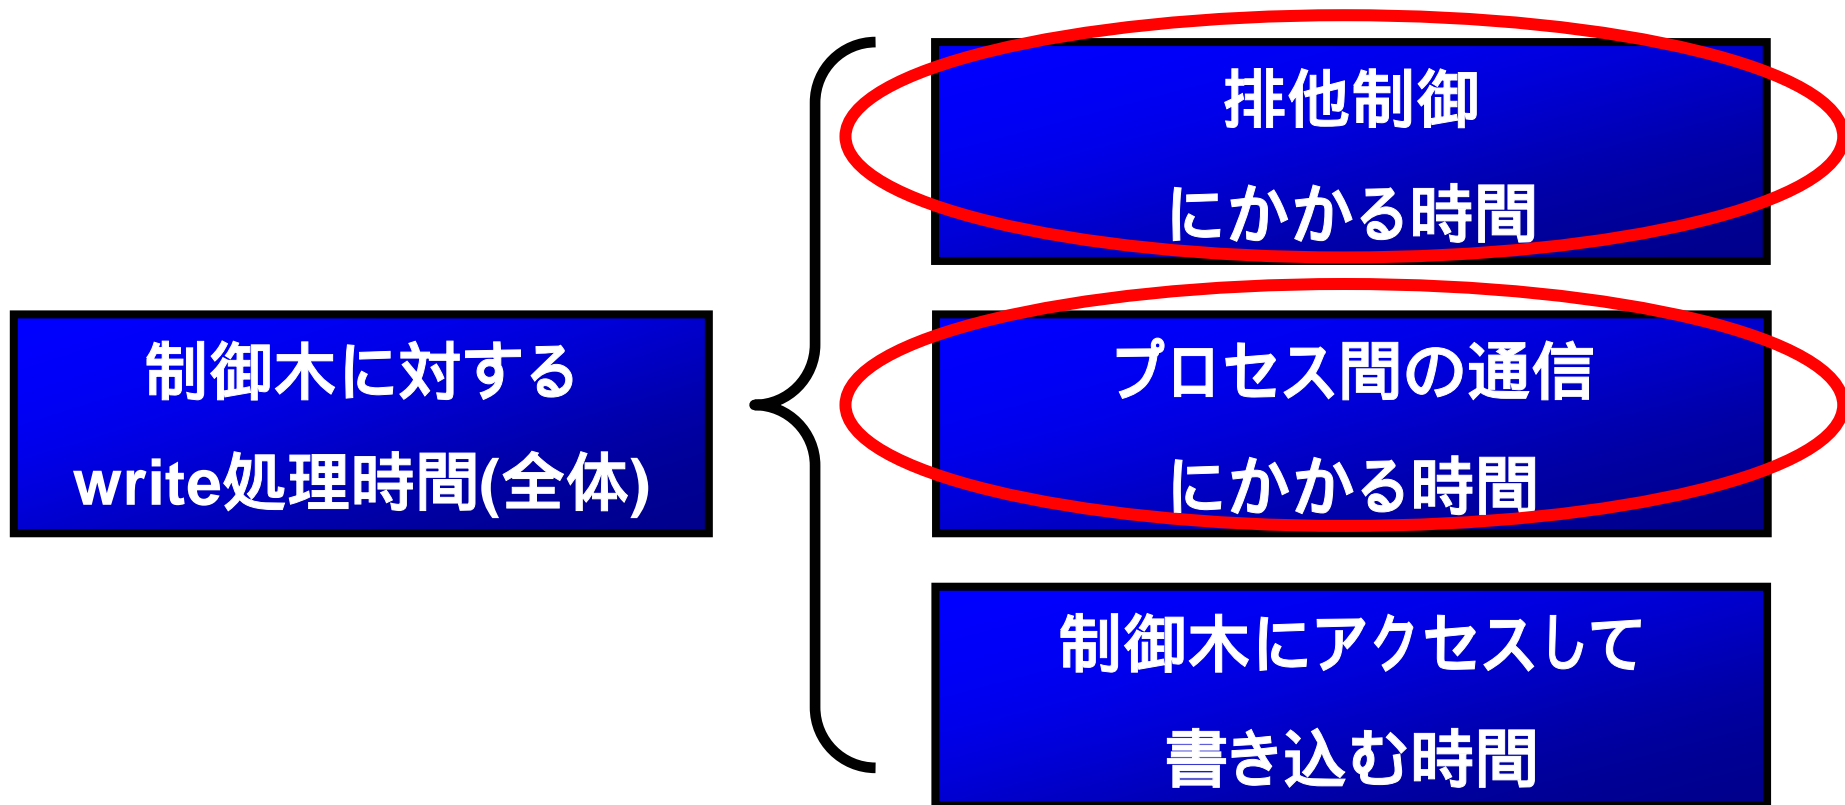 制御木に対する
write処理時間(全体)
排他制御
にかかる時間
プロセス間の通信
にかかる時間
制御木にアクセスして
書き込む時間